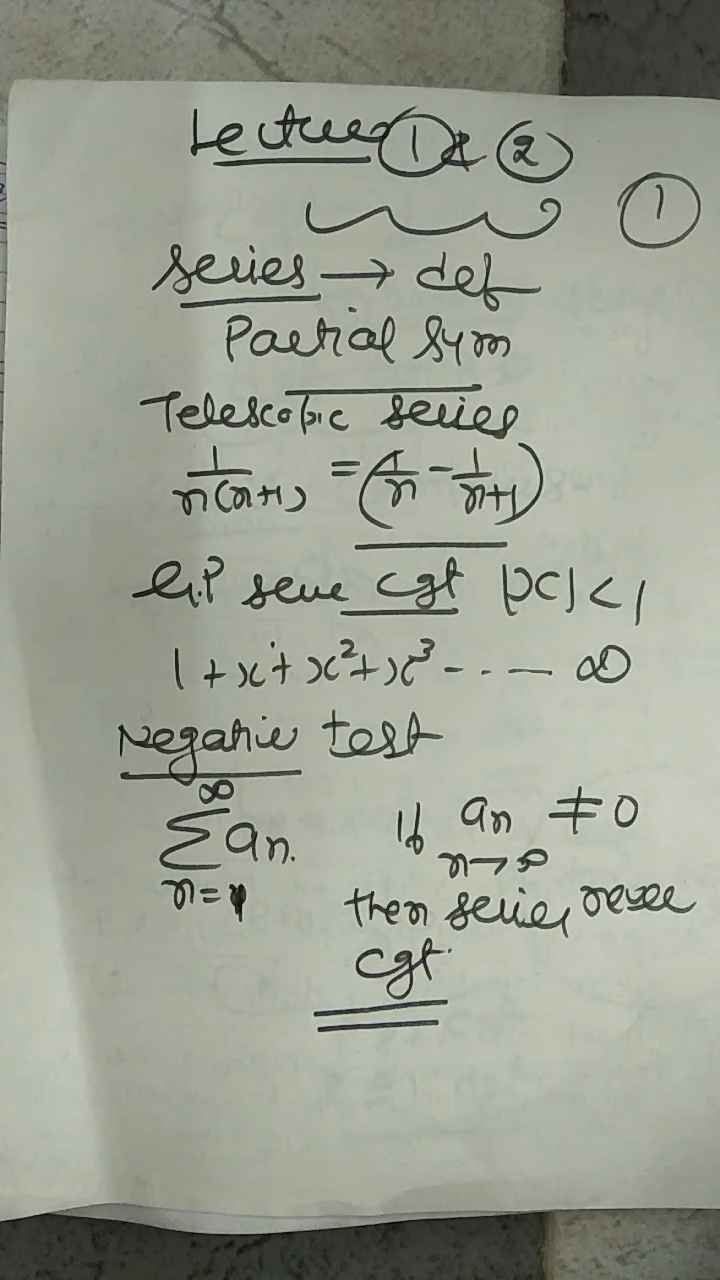 Lecture ① & ②
①
Series → def
Partial Sum
Telescopic series
1/n(n+1) = (1/n - 1/n+1)
G.P serie cgt |x| < 1
1 + x + x² + x³ - - - — ∞
Negative test
∞ Σ n=1 an. If an ≠ 0
n→∞
then series never
cgt.